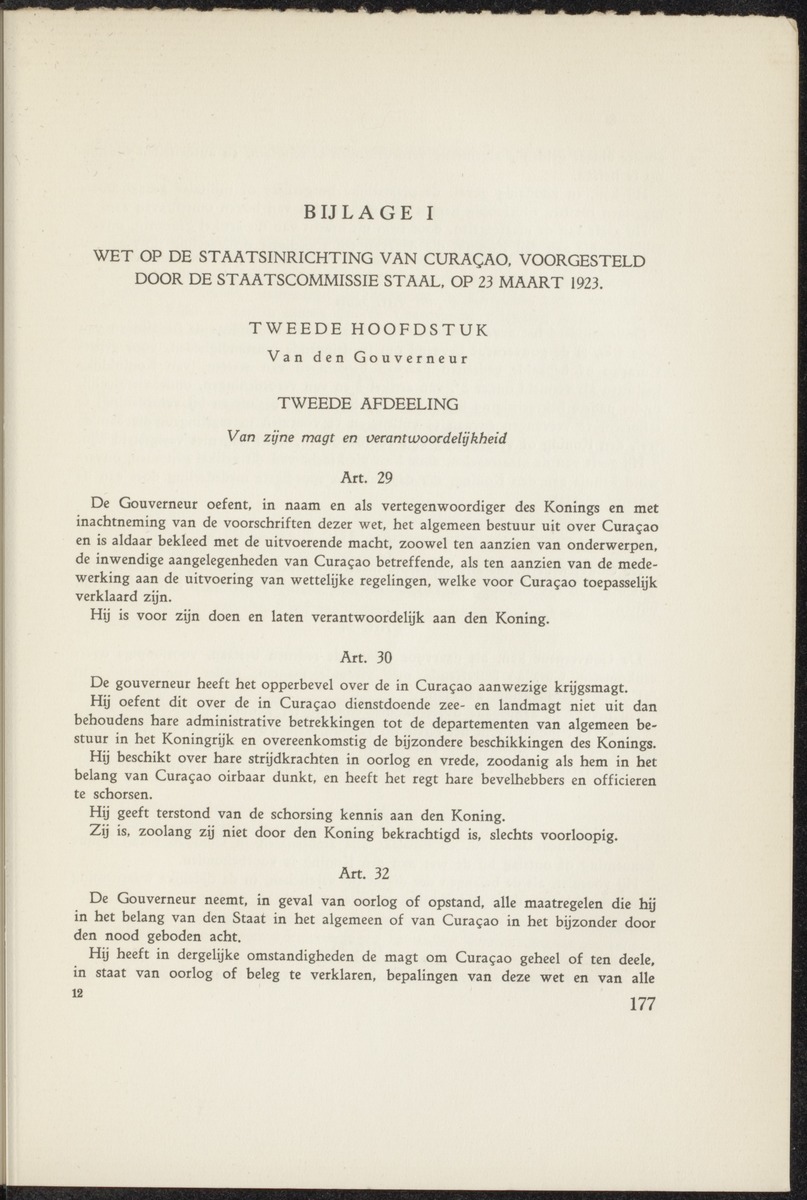 BIJLAGE I
WET OP DE STAATSINRICHTING VAN CURAÇAO, VOORGESTELD
DOOR DE STAATSCOMMISSIE STAAL, OP 23 MAART 1923.
TWEEDE HOOFDSTUK
Van den Gouverneur
TWEEDE AFDEELING
Van zijne magt en verantwoordelijkheid
Art. 29
De Gouverneur oefent, in naam en als vertegenwoordiger des Konings en met
inachtneming van de voorschriften dezer wet, het algemeen bestuur uit over Curaçao
en is aldaar bekleed met de uitvoerende macht, zoowel ten aanzien van onderwerpen,
de inwendige aangelegenheden van Curaçao betreffende, als ten aanzien van de mede-
werking aan de uitvoering van wettelijke regelingen, welke voor Curaçao toepasselijk
verklaard zijn.
Hij is voor zijn doen en laten verantwoordelijk aan den Koning.
Art. 30
De gouverneur heeft het opperbevel over de in Curaçao aanwezige krijgsmagt.
Hij oefent dit over de in Curaçao dienstdoende zee- en landmagt niet uit dan
behoudens hare administrative betrekkingen tot de departementen van algemeen be-
stuur in het Koningrijk en overeenkomstig de bijzondere beschikkingen des Konings.
Hij beschikt over hare strijdkrachten in oorlog en vrede, zoodanig als hem in het
belang van Curaçao oirbaar dunkt, en heeft het regt hare bevelhebbers en officieren
te schorsen.
Hij geeft terstond van de schorsing kennis aan den Koning.
Zij is, zoolang zij niet door den Koning bekrachtigd is, slechts voorloopig.
Art. 32
De Gouverneur neemt, in geval van oorlog of opstand, alle maatregelen die hij
in het belang van den Staat in het algemeen of van Curaçao in het bijzonder door
den nood geboden acht.
Hij heeft in dergelijke omstandigheden de magt om Curaçao geheel of ten deele,
in staat van oorlog of beleg te verklaren, bepalingen van deze wet en van alle
12
177